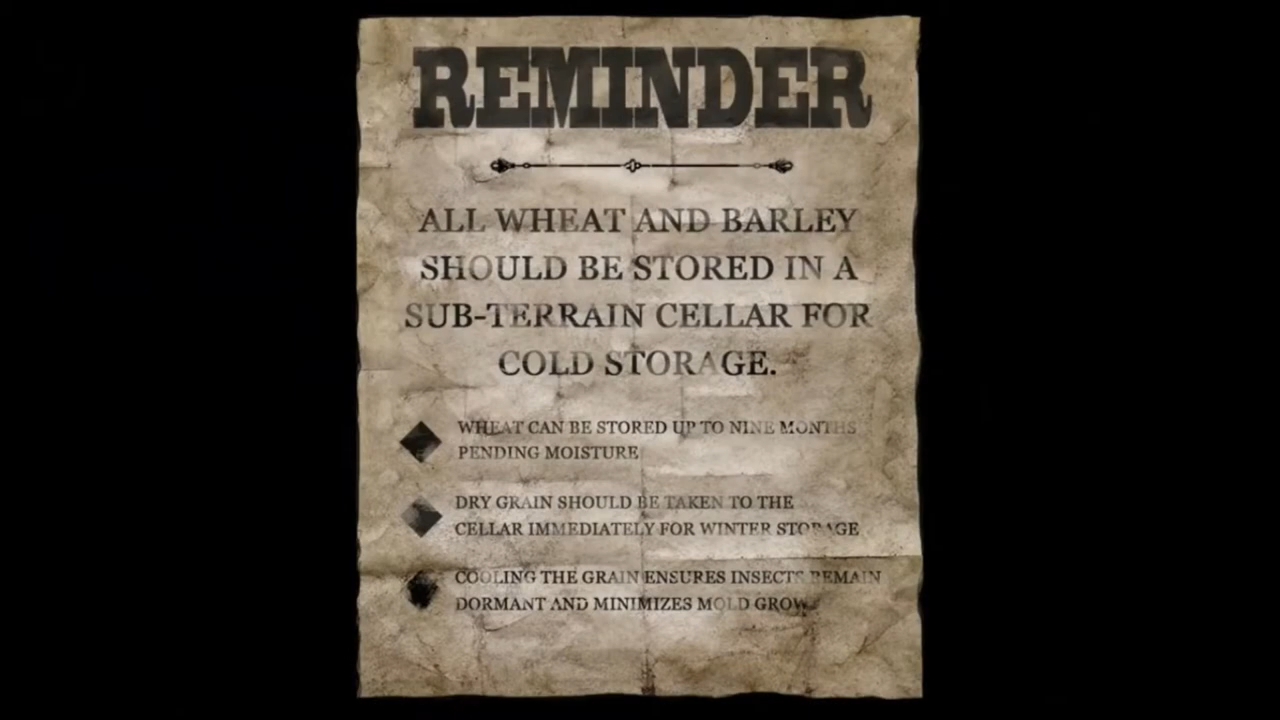 REMINDER
ALL WHEAT AND BARLEY
SHOULD BE STORED IN A
SUB-TERRAIN CELLAR FOR
COLD STORAGE.
WHEAT CAN BE STORED UP TO NINE MONTHS
PENDING MOISTURE
DRY GRAIN SHOULD BE TAKEN TO THE
CELLAR IMMEDIATELY FOR WINTER STORAGE
COOLING THE GRAIN ENSURES INSECTS REMAIN
DORMANT AND MINIMIZES MOLD